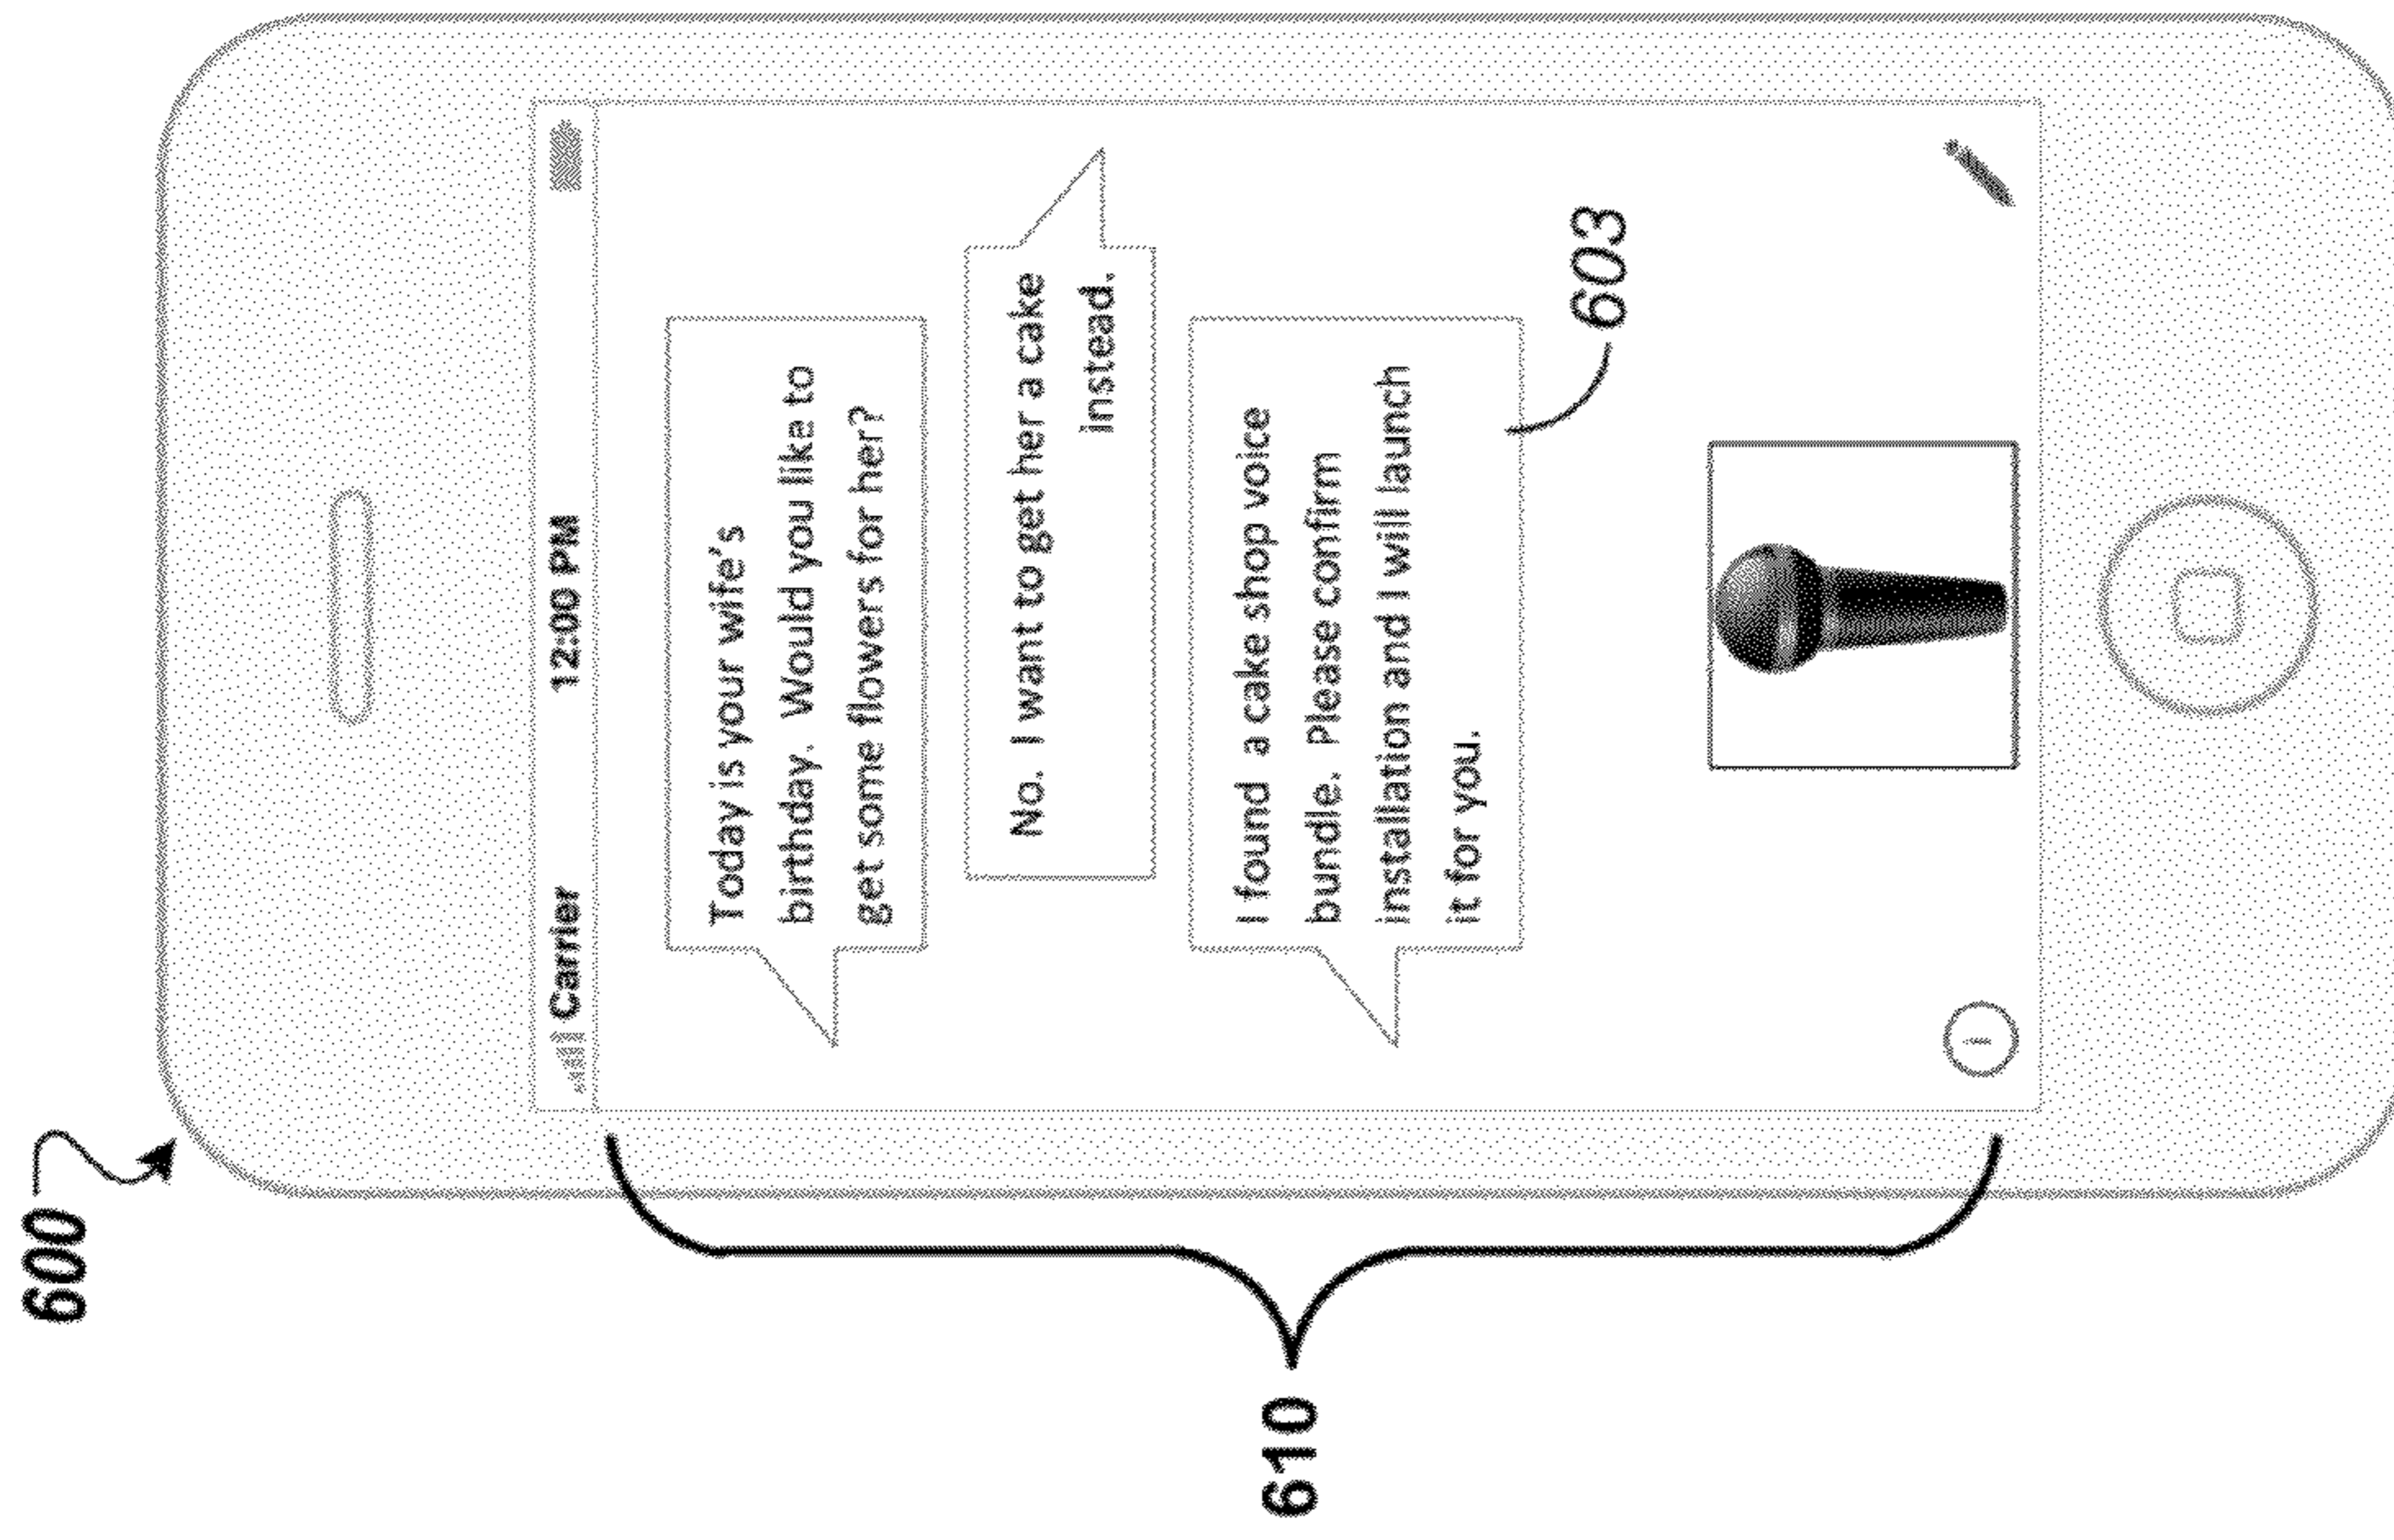 600
Carrier 12:00 PM
Today is your wife's
birthday. Would you like to
get some flowers for her?
No. I want to get her a cake
instead.
I found a cake shop voice
bundle. Please confirm
installation and I will launch
it for you.
603
610
i